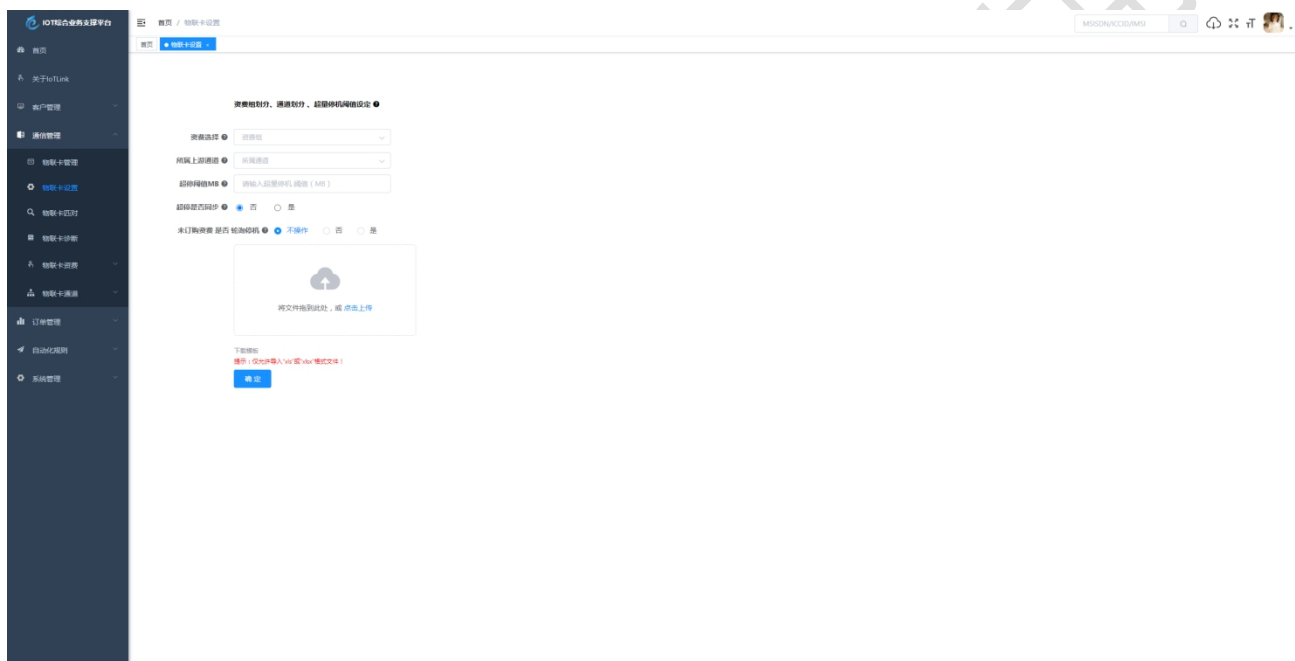 IOT综合业务支撑平台
首页 / 物联卡设置
MSISDN/ICCID/IMSI
首页
物联卡设置 ×
首页
关于IoTLink
客户管理
通信管理
物联卡管理
物联卡设置
物联卡匹对
物联卡诊断
物联卡资费
物联卡通道
订单管理
自动化规则
系统管理
资费组划分、通道划分、超量停机阈值设定
资费选择 资费组
所属上游通道 所属通道
超停阈值MB 请输入超量停机 阈值（MB）
超停是否同步 否 是
未订购资费 是否 轮询停机 不操作 否 是
将文件拖到此处，或 点击上传
下载模板
提示：仅允许导入"xls"或"xlsx"格式文件！
确 定